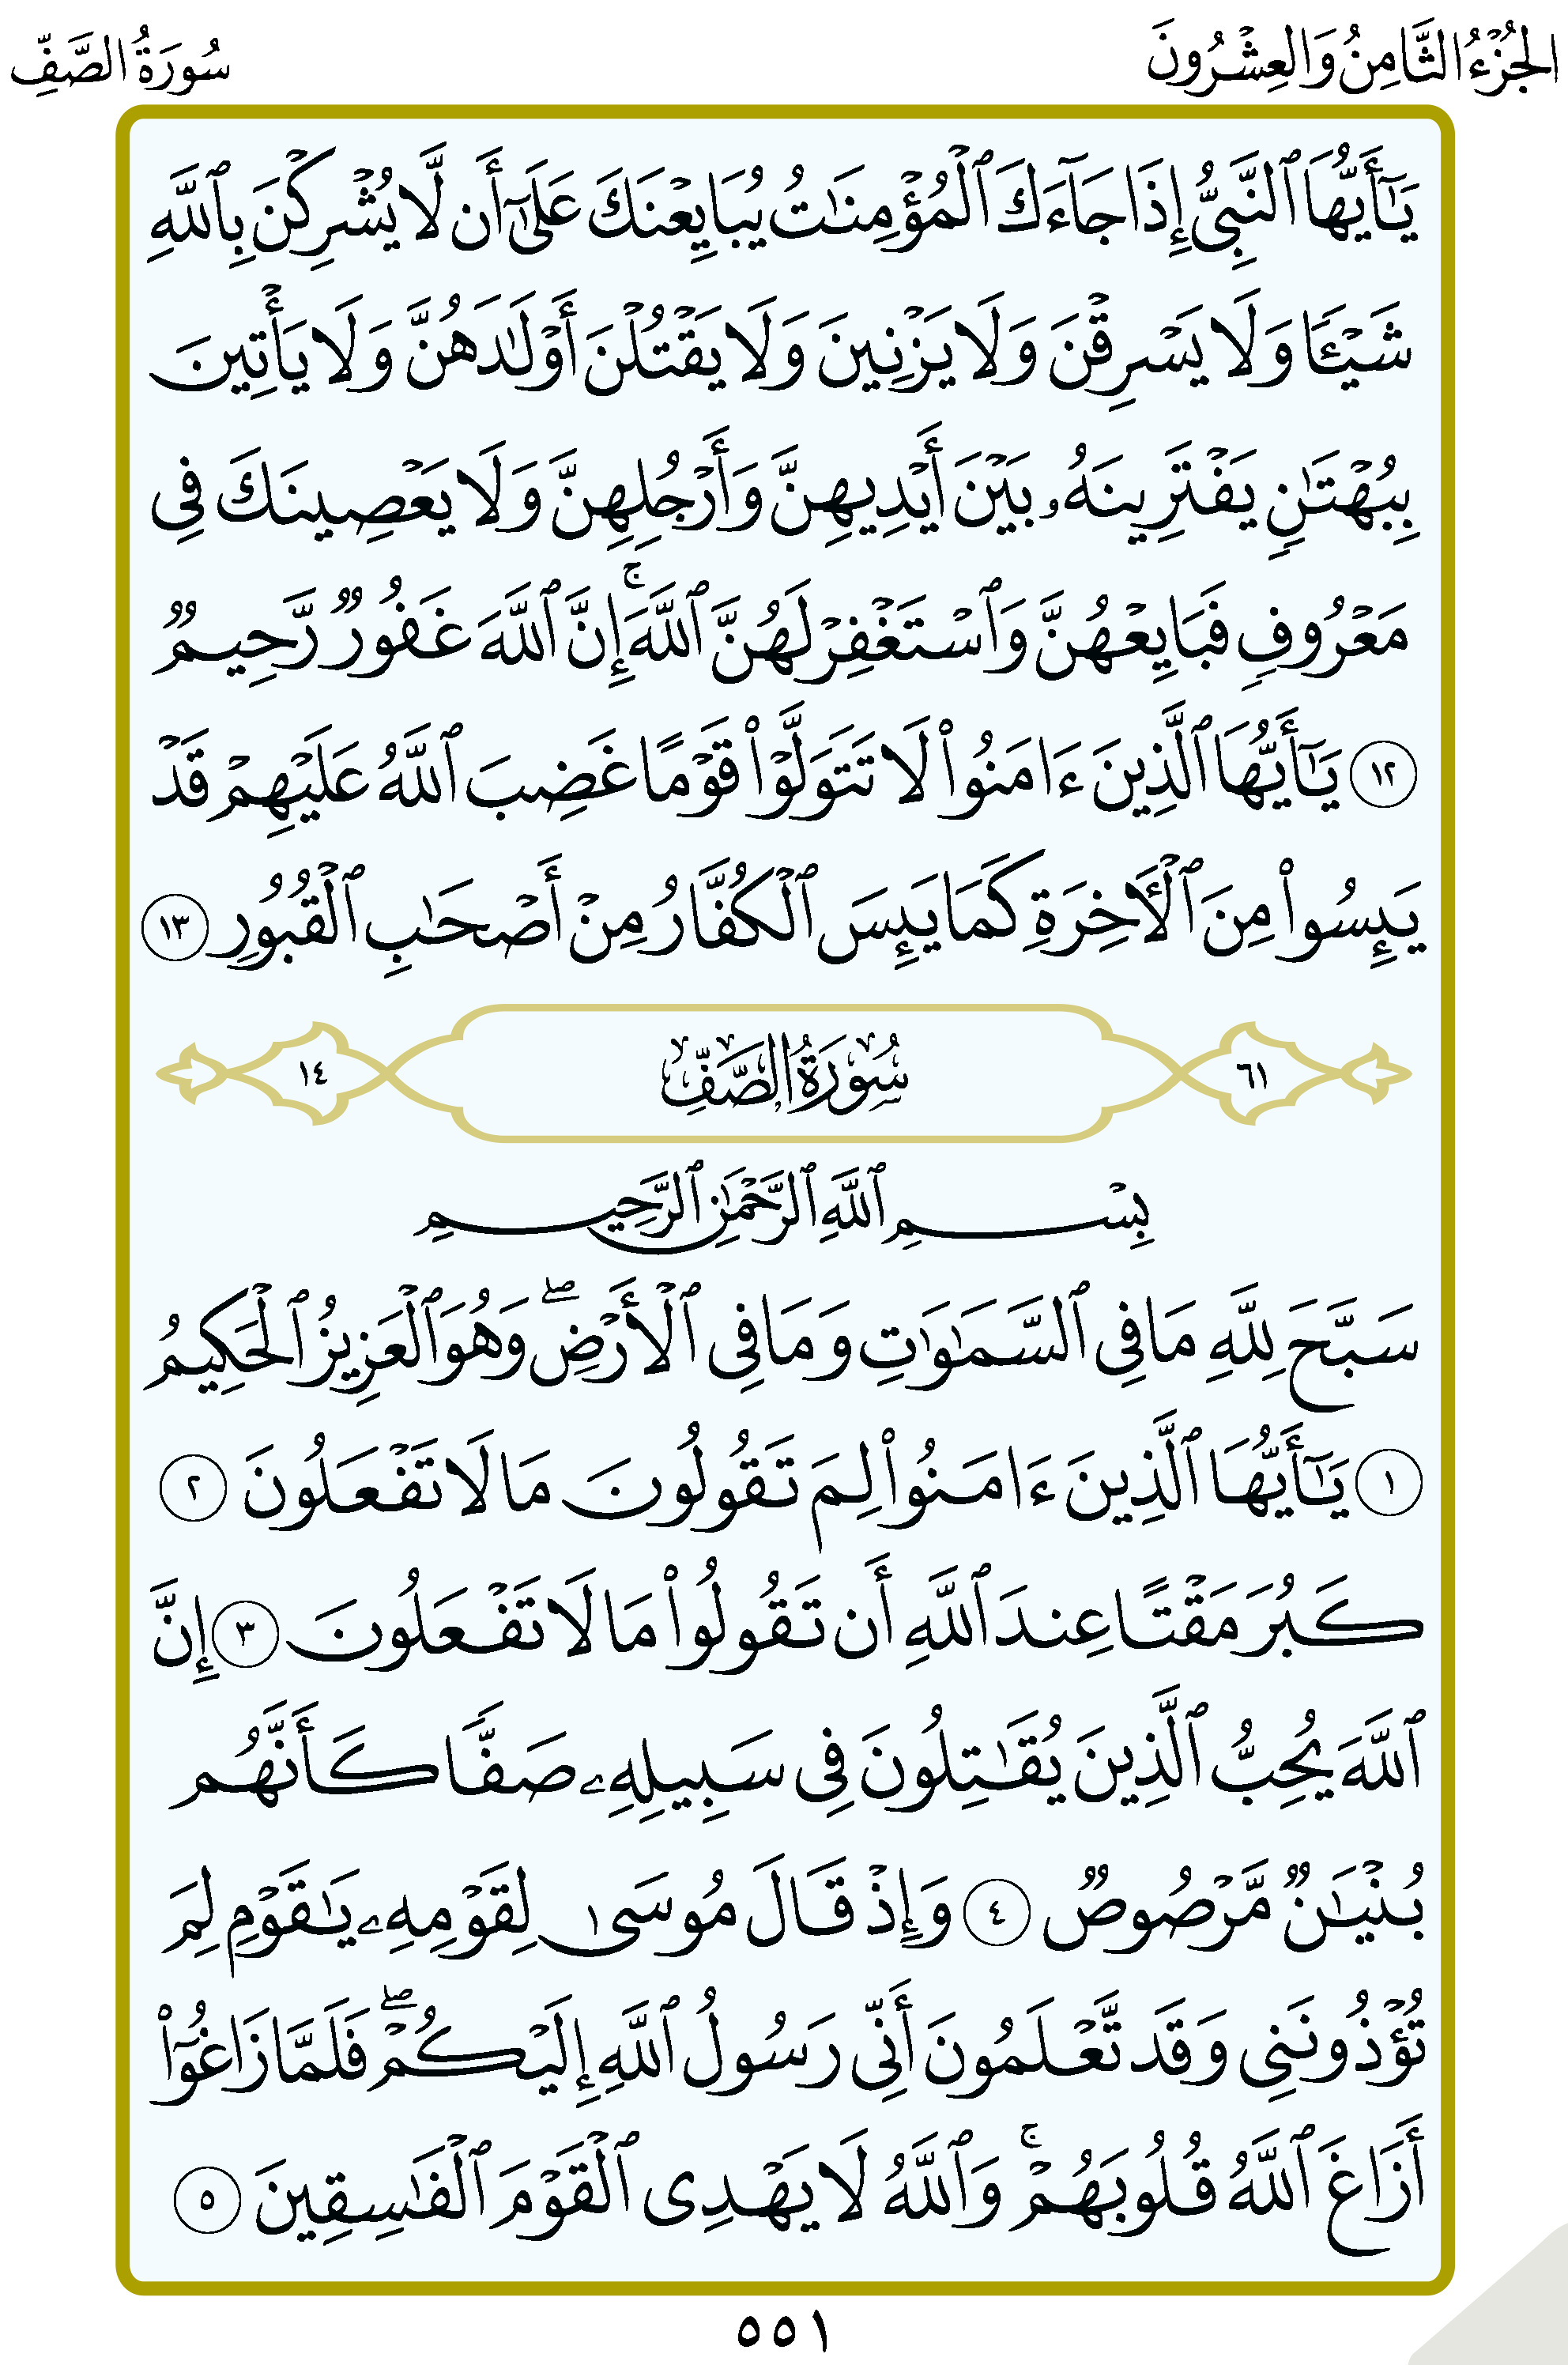 الجُزْءُ الثَّامِنُ وَالعِشْرُونَ
سُورَةُ الصَّفِّ
يَٰٓأَيُّهَا ٱلنَّبِىُّ إِذَا جَآءَكَ ٱلْمُؤْمِنَٰتُ يُبَايِعْنَكَ عَلَىٰٓ أَن لَّا يُشْرِكْنَ بِٱللَّهِ
شَيْـًٔا وَلَا يَسْرِقْنَ وَلَا يَزْنِينَ وَلَا يَقْتُلْنَ أَوْلَٰدَهُنَّ وَلَا يَأْتِينَ
بِبُهْتَٰنٍ يَفْتَرِينَهُۥ بَيْنَ أَيْدِيهِنَّ وَأَرْجُلِهِنَّ وَلَا يَعْصِينَكَ فِى
مَعْرُوفٍ فَبَايِعْهُنَّ وَٱسْتَغْفِرْ لَهُنَّ ٱللَّهَ ۚ إِنَّ ٱللَّهَ غَفُورٌ رَّحِيمٌ
١٢ يَٰٓأَيُّهَا ٱلَّذِينَ ءَامَنُوا۟ لَا تَتَوَلَّوْا۟ قَوْمًا غَضِبَ ٱللَّهُ عَلَيْهِمْ قَدْ
يَئِسُوا۟ مِنَ ٱلْءَاخِرَةِ كَمَا يَئِسَ ٱلْكُفَّارُ مِنْ أَصْحَٰبِ ٱلْقُبُورِ ١٣
٦١ سُورَةُ الصَّفِّ ١٤
بِسْمِ ٱللَّهِ ٱلرَّحْمَٰنِ ٱلرَّحِيمِ
سَبَّحَ لِلَّهِ مَا فِى ٱلسَّمَٰوَٰتِ وَمَا فِى ٱلْأَرْضِ ۖ وَهُوَ ٱلْعَزِيزُ ٱلْحَكِيمُ
١ يَٰٓأَيُّهَا ٱلَّذِينَ ءَامَنُوا۟ لِمَ تَقُولُونَ مَا لَا تَفْعَلُونَ ٢
كَبُرَ مَقْتًا عِندَ ٱللَّهِ أَن تَقُولُوا۟ مَا لَا تَفْعَلُونَ ٣ إِنَّ
ٱللَّهَ يُحِبُّ ٱلَّذِينَ يُقَٰتِلُونَ فِى سَبِيلِهِۦ صَفًّا كَأَنَّهُم
بُنْيَٰنٌ مَّرْصُوصٌ ٤ وَإِذْ قَالَ مُوسَىٰ لِقَوْمِهِۦ يَٰقَوْمِ لِمَ
تُؤْذُونَنِى وَقَد تَّعْلَمُونَ أَنِّى رَسُولُ ٱللَّهِ إِلَيْكُمْ ۖ فَلَمَّا زَاغُوٓا۟
أَزَاغَ ٱللَّهُ قُلُوبَهُمْ ۚ وَٱللَّهُ لَا يَهْدِى ٱلْقَوْمَ ٱلْفَٰسِقِينَ ٥
٥٥١